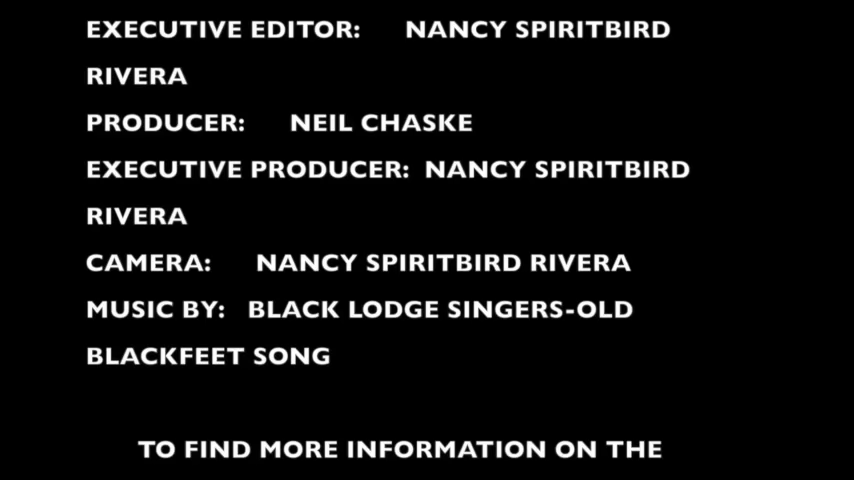 EXECUTIVE EDITOR: NANCY SPIRITBIRD
RIVERA
PRODUCER: NEIL CHASKE
EXECUTIVE PRODUCER: NANCY SPIRITBIRD
RIVERA
CAMERA: NANCY SPIRITBIRD RIVERA
MUSIC BY: BLACK LODGE SINGERS-OLD
BLACKFEET SONG
TO FIND MORE INFORMATION ON THE